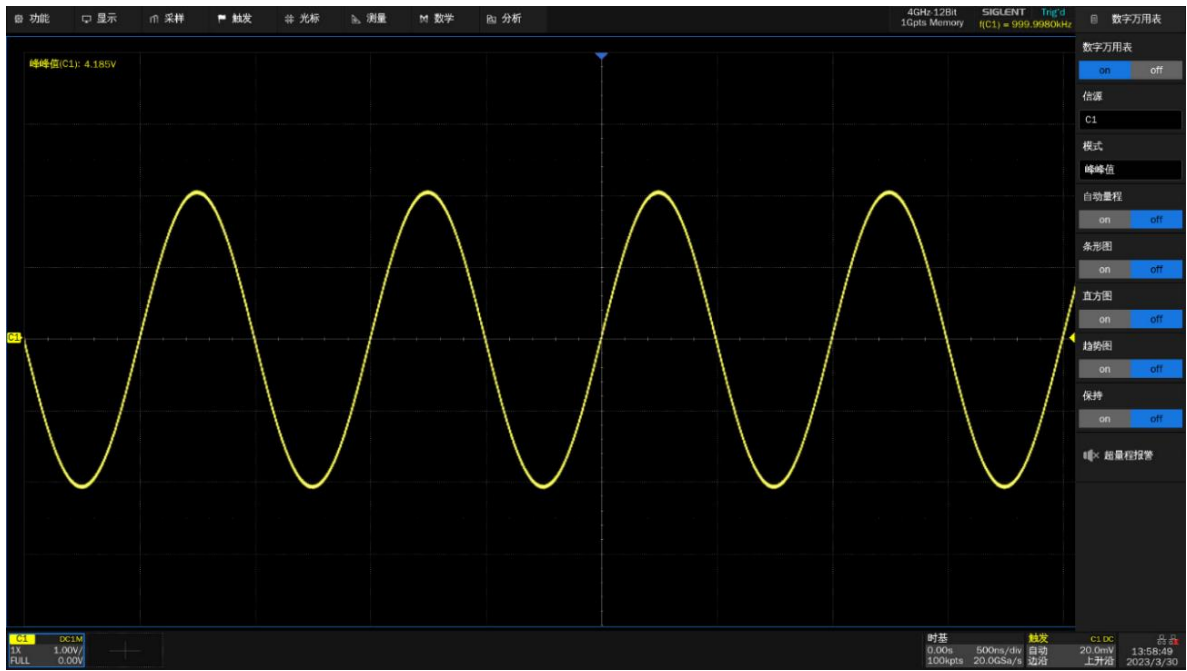 功能 显示 采样 触发 光标 测量 M 数学 分析
4GHz-12Bit
1Gpts Memory
SIGLENT Trig'd
f(C1) = 999.9980kHz
数字万用表
峰峰值(C1): 4.185V
数字万用表
on off
信源
C1
模式
峰峰值
自动量程
on off
条形图
on off
直方图
on off
趋势图
on off
保持
on off
超量程报警
C1
C1 DC1M
1X 1.00V/
FULL 0.00V
时基
0.00s 500ns/div
100kpts 20.0GSa/s
触发 C1 DC
自动 20.0mV
边沿 上升沿
13:58:49
2023/3/30